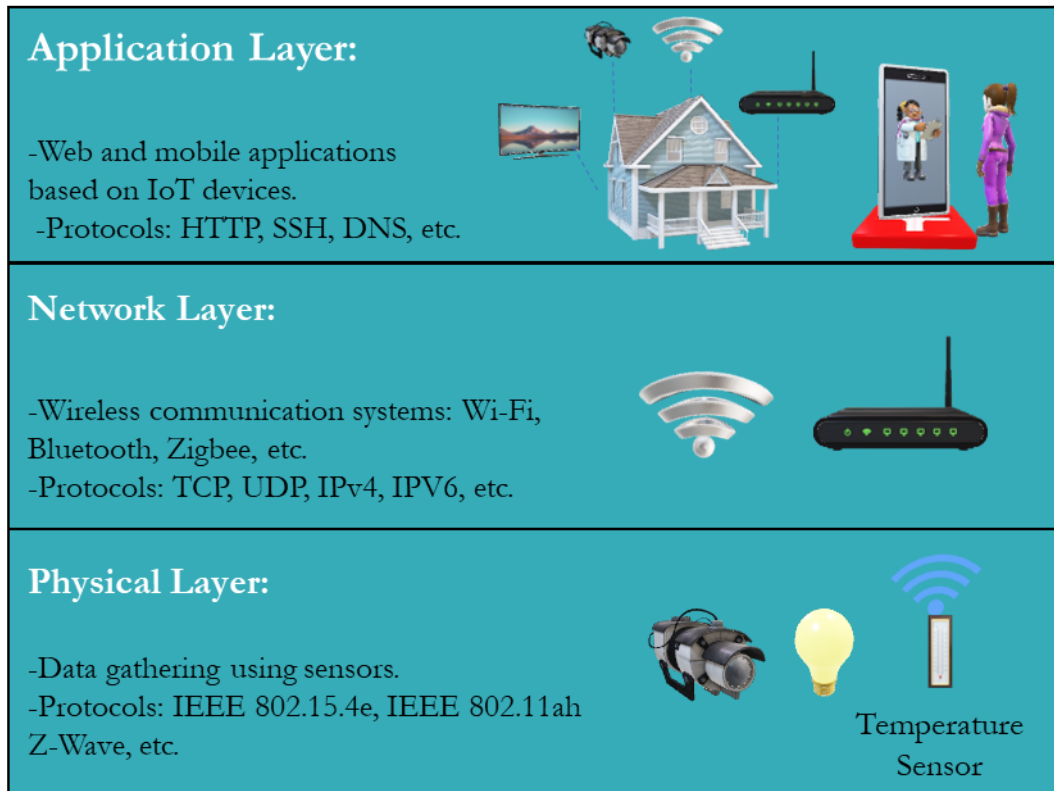 Application Layer:
-Web and mobile applications
based on IoT devices.
-Protocols: HTTP, SSH, DNS, etc.
Network Layer:
-Wireless communication systems: Wi-Fi,
Bluetooth, Zigbee, etc.
-Protocols: TCP, UDP, IPv4, IPV6, etc.
Physical Layer:
-Data gathering using sensors.
-Protocols: IEEE 802.15.4e, IEEE 802.11ah
Z-Wave, etc.
Temperature
Sensor